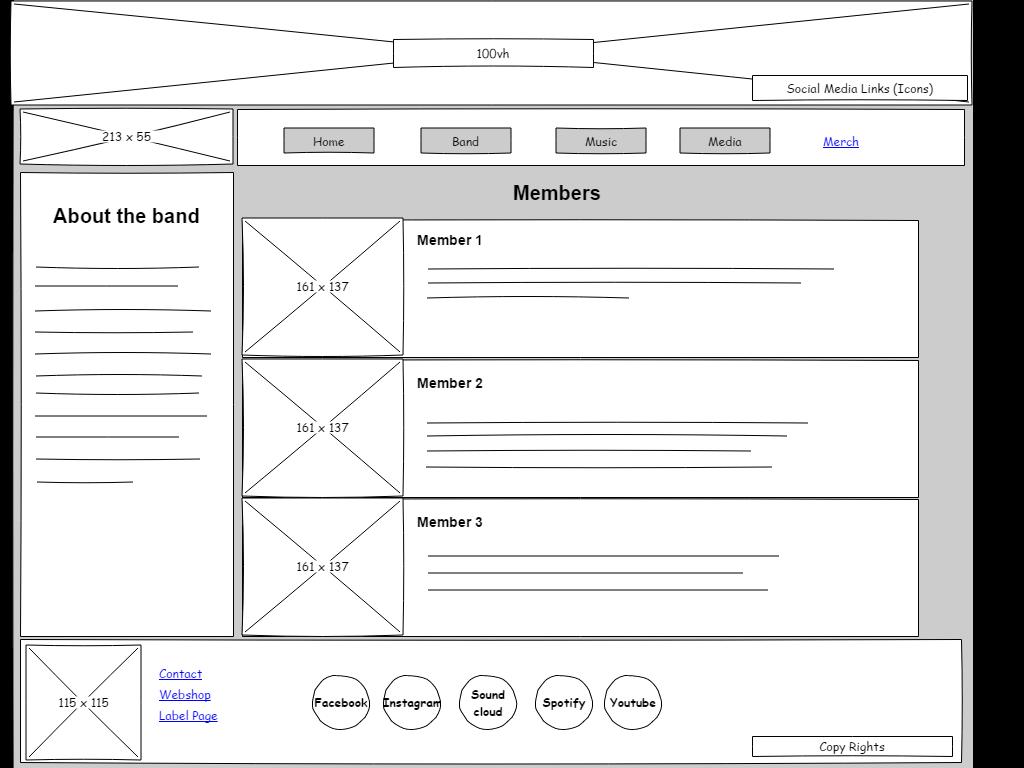 100vh
Social Media Links (Icons)
213 x 55
Home Band Music Media Merch
About the band
Members
161 x 137
Member 1
161 x 137
Member 2
161 x 137
Member 3
115 x 115
Contact
Webshop
Label Page
Facebook Instagram Sound cloud Spotify Youtube
Copy Rights